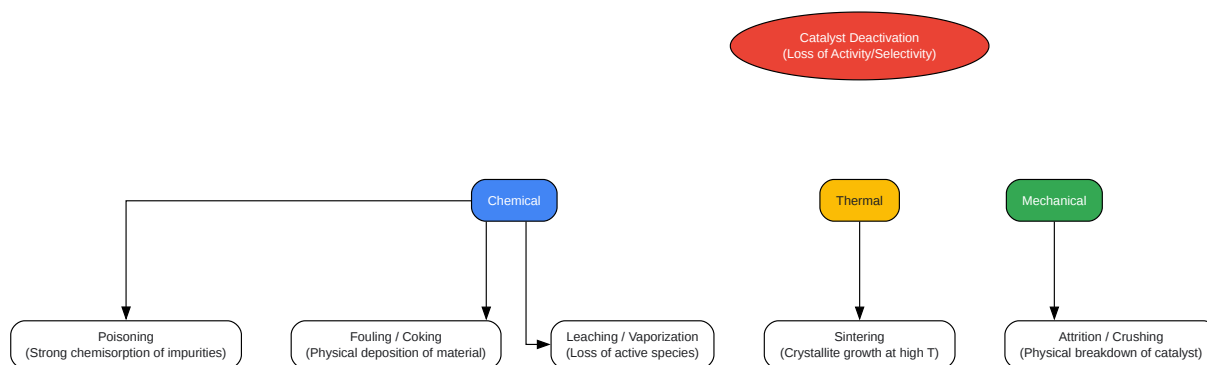 Catalyst Deactivation
(Loss of Activity/Selectivity)
Chemical
Thermal
Mechanical
Poisoning
(Strong chemisorption of impurities)
Fouling / Coking
(Physical deposition of material)
Leaching / Vaporization
(Loss of active species)
Sintering
(Crystallite growth at high T)
Attrition / Crushing
(Physical breakdown of catalyst)